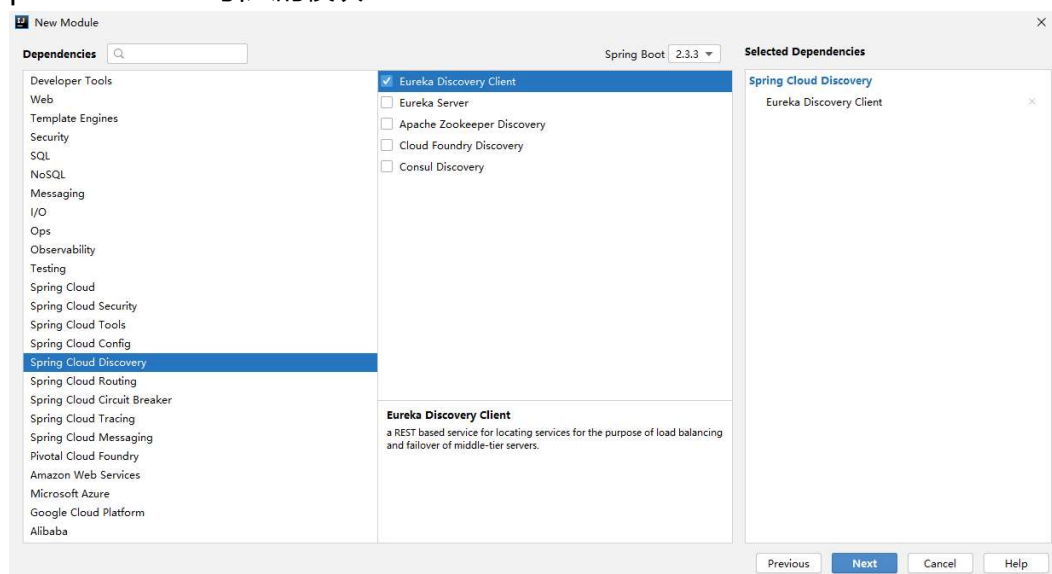 New Module
Dependencies
Spring Boot 2.3.3
Selected Dependencies
Developer Tools
Web
Template Engines
Security
SQL
NoSQL
Messaging
I/O
Ops
Observability
Testing
Spring Cloud
Spring Cloud Security
Spring Cloud Tools
Spring Cloud Config
Spring Cloud Discovery
Spring Cloud Routing
Spring Cloud Circuit Breaker
Spring Cloud Tracing
Spring Cloud Messaging
Pivotal Cloud Foundry
Amazon Web Services
Microsoft Azure
Google Cloud Platform
Alibaba
Eureka Discovery Client
Eureka Server
Apache Zookeeper Discovery
Cloud Foundry Discovery
Consul Discovery
Eureka Discovery Client
a REST based service for locating services for the purpose of load balancing
and failover of middle-tier servers.
Spring Cloud Discovery
Eureka Discovery Client
Previous Next Cancel Help